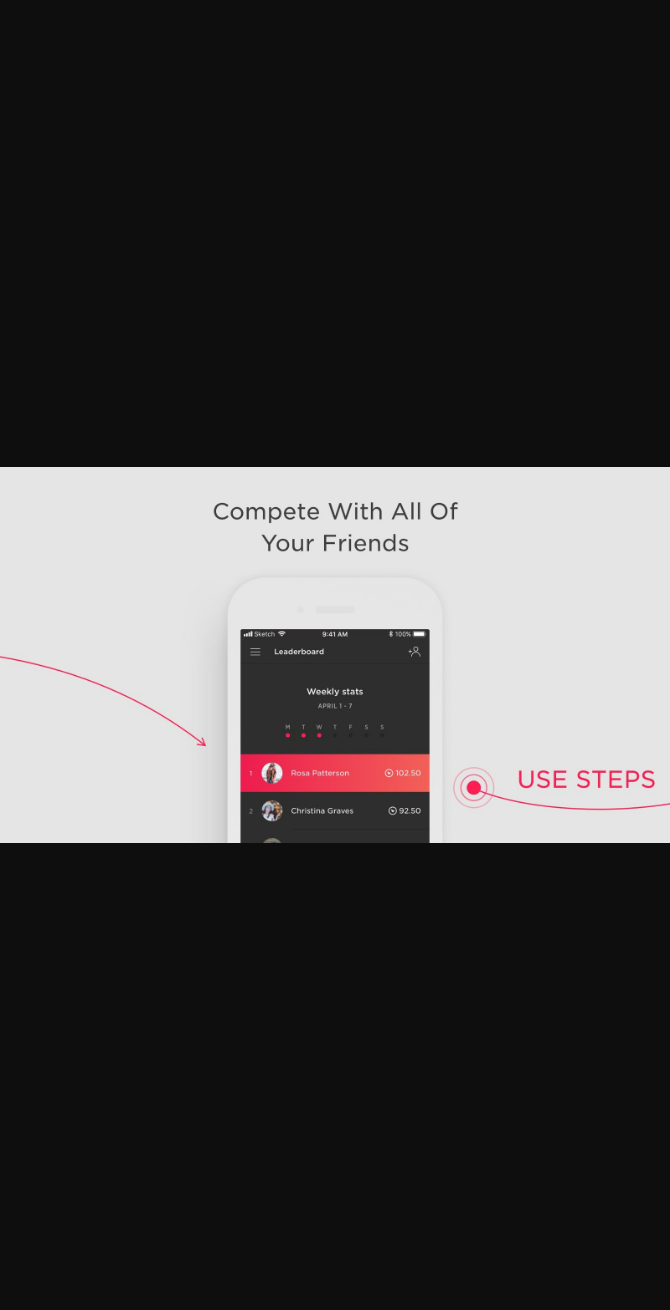 Compete With All Of
Your Friends
Sketch 9:41 AM 100%
Leaderboard
Weekly stats
APRIL 1 - 7
M T W T F S S
1 Rosa Patterson 102.50
USE STEPS
2 Christina Graves 92.50